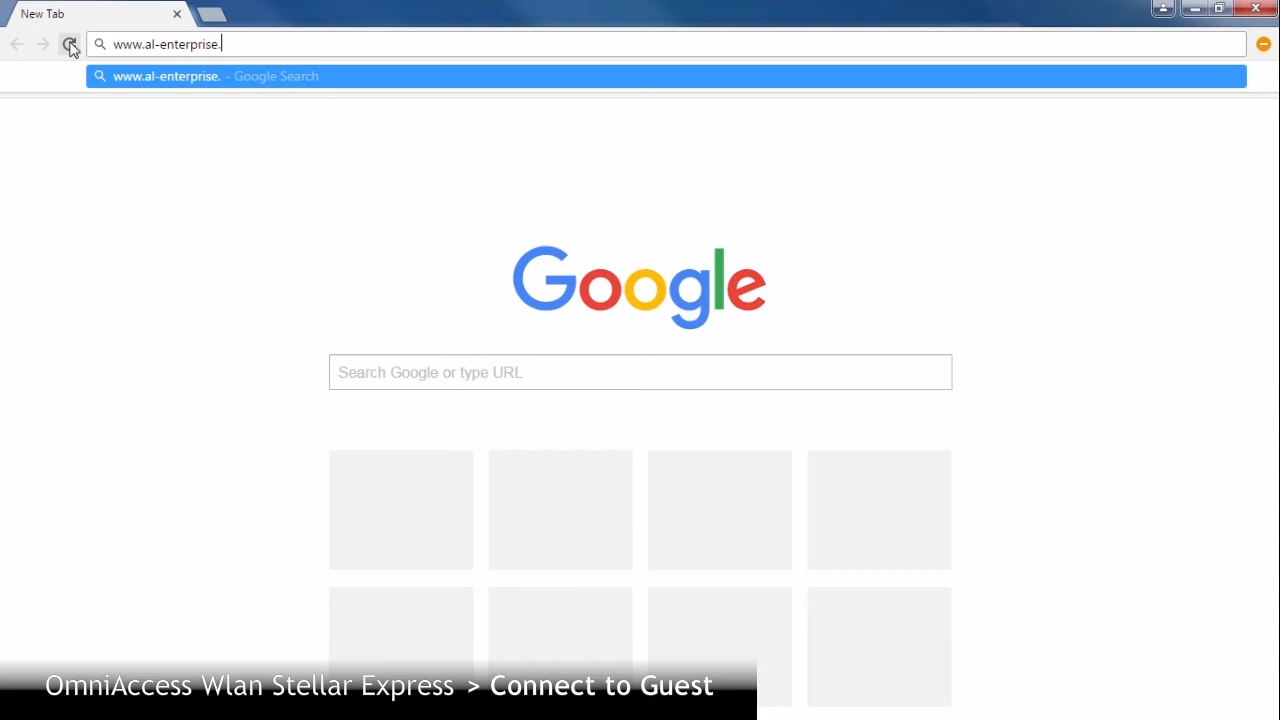 New Tab
www.al-enterprise.
www.al-enterprise. - Google Search
Google
Search Google or type URL
OmniAccess Wlan Stellar Express > Connect to Guest